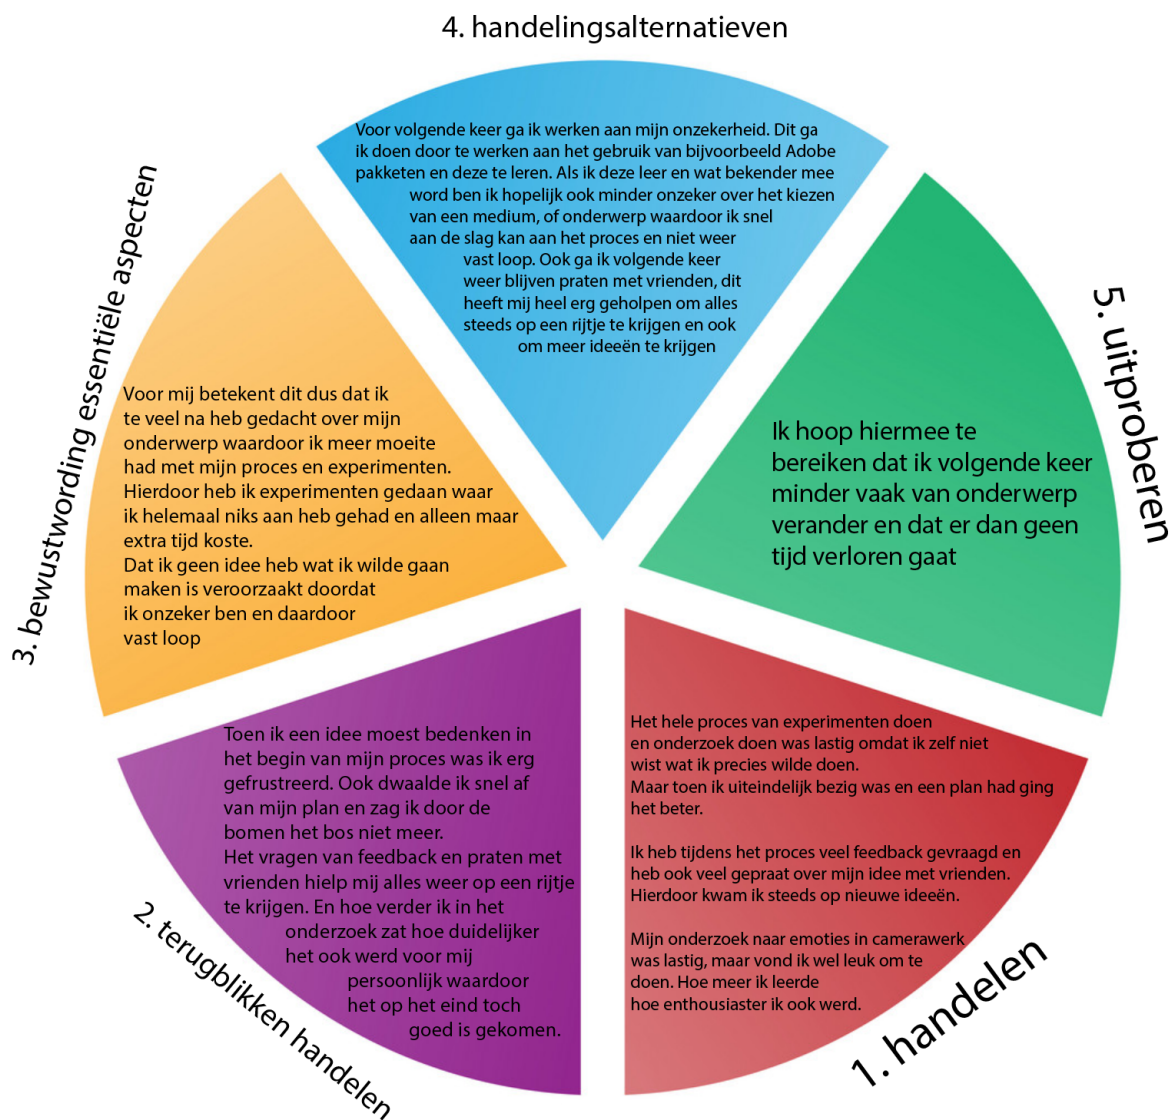 4. handelingsalternatieven
Voor volgende keer ga ik werken aan mijn onzekerheid. Dit ga
ik doen door te werken aan het gebruik van bijvoorbeeld Adobe
pakketen en deze te leren. Als ik deze leer en wat bekender mee
word ben ik hopelijk ook minder onzeker over het kiezen
van een medium, of onderwerp waardoor ik snel
aan de slag kan aan het proces en niet weer
vast loop. Ook ga ik volgende keer
weer blijven praten met vrienden, dit
heeft mij heel erg geholpen om alles
steeds op een rijtje te krijgen en ook
om meer ideeën te krijgen
3. bewustwording essentiële aspecten
Voor mij betekent dit dus dat ik
te veel na heb gedacht over mijn
onderwerp waardoor ik meer moeite
had met mijn proces en experimenten.
Hierdoor heb ik experimenten gedaan waar
ik helemaal niks aan heb gehad en alleen maar
extra tijd koste.
Dat ik geen idee heb wat ik wilde gaan
maken is veroorzaakt doordat
ik onzeker ben en daardoor
vast loop
5. uitproberen
Ik hoop hiermee te
bereiken dat ik volgende keer
minder vaak van onderwerp
verander en dat er dan geen
tijd verloren gaat
2. terugblikken handelen
Toen ik een idee moest bedenken in
het begin van mijn proces was ik erg
gefrustreerd. Ook dwaalde ik snel af
van mijn plan en zag ik door de
bomen het bos niet meer.
Het vragen van feedback en praten met
vrienden hielp mij alles weer op een rijtje
te krijgen. En hoe verder ik in het
onderzoek zat hoe duidelijker
het ook werd voor mij
persoonlijk waardoor
het op het eind toch
goed is gekomen.
1. handelen
Het hele proces van experimenten doen
en onderzoek doen was lastig omdat ik zelf niet
wist wat ik precies wilde doen.
Maar toen ik uiteindelijk bezig was en een plan had ging
het beter.
Ik heb tijdens het proces veel feedback gevraagd en
heb ook veel gepraat over mijn idee met vrienden.
Hierdoor kwam ik steeds op nieuwe ideeën.
Mijn onderzoek naar emoties in camerawerk
was lastig, maar vond ik wel leuk om te
doen. Hoe meer ik leerde
hoe enthousiaster ik ook werd.